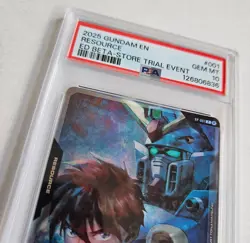 2025 GUNDAM EN #001
RESOURCE GEM MT
ED BETA-STORE TRIAL EVENT 10
PSA 126806836
RESOURCE